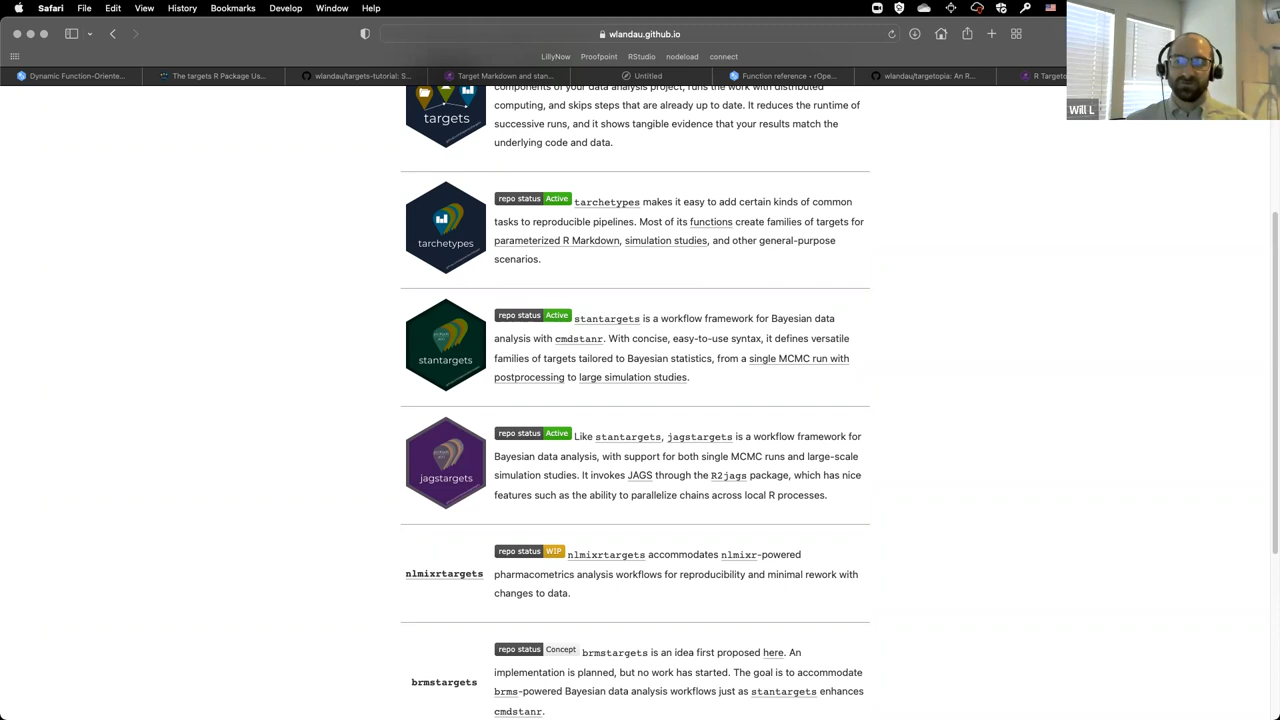 Safari File Edit View History Bookmarks Develop Window Help
wlandau.github.io
LillyNow Proofpoint RStudio nodeload connect
Dynamic Function-Oriente... The targets R Package Us... wlandau/targets-tutorial: S... Target Markdown and stan... Untitled Function reference • rOpe... wlandau/targetopia: An R... R Targetop
Will L
targets
components of your data analysis project, runs the work with distributed
computing, and skips steps that are already up to date. It reduces the runtime of
successive runs, and it shows tangible evidence that your results match the
underlying code and data.
tarchetypes
repo status Active tarchetypes makes it easy to add certain kinds of common
tasks to reproducible pipelines. Most of its functions create families of targets for
parameterized R Markdown, simulation studies, and other general-purpose
scenarios.
stantargets
repo status Active stantargets is a workflow framework for Bayesian data
analysis with cmdstanr. With concise, easy-to-use syntax, it defines versatile
families of targets tailored to Bayesian statistics, from a single MCMC run with
postprocessing to large simulation studies.
jagstargets
repo status Active Like stantargets, jagstargets is a workflow framework for
Bayesian data analysis, with support for both single MCMC runs and large-scale
simulation studies. It invokes JAGS through the R2jags package, which has nice
features such as the ability to parallelize chains across local R processes.
nlmixrtargets
repo status WIP nlmixrtargets accommodates nlmixr-powered
pharmacometrics analysis workflows for reproducibility and minimal rework with
changes to data.
brmstargets
repo status Concept brmstargets is an idea first proposed here. An
implementation is planned, but no work has started. The goal is to accommodate
brms-powered Bayesian data analysis workflows just as stantargets enhances
cmdstanr.